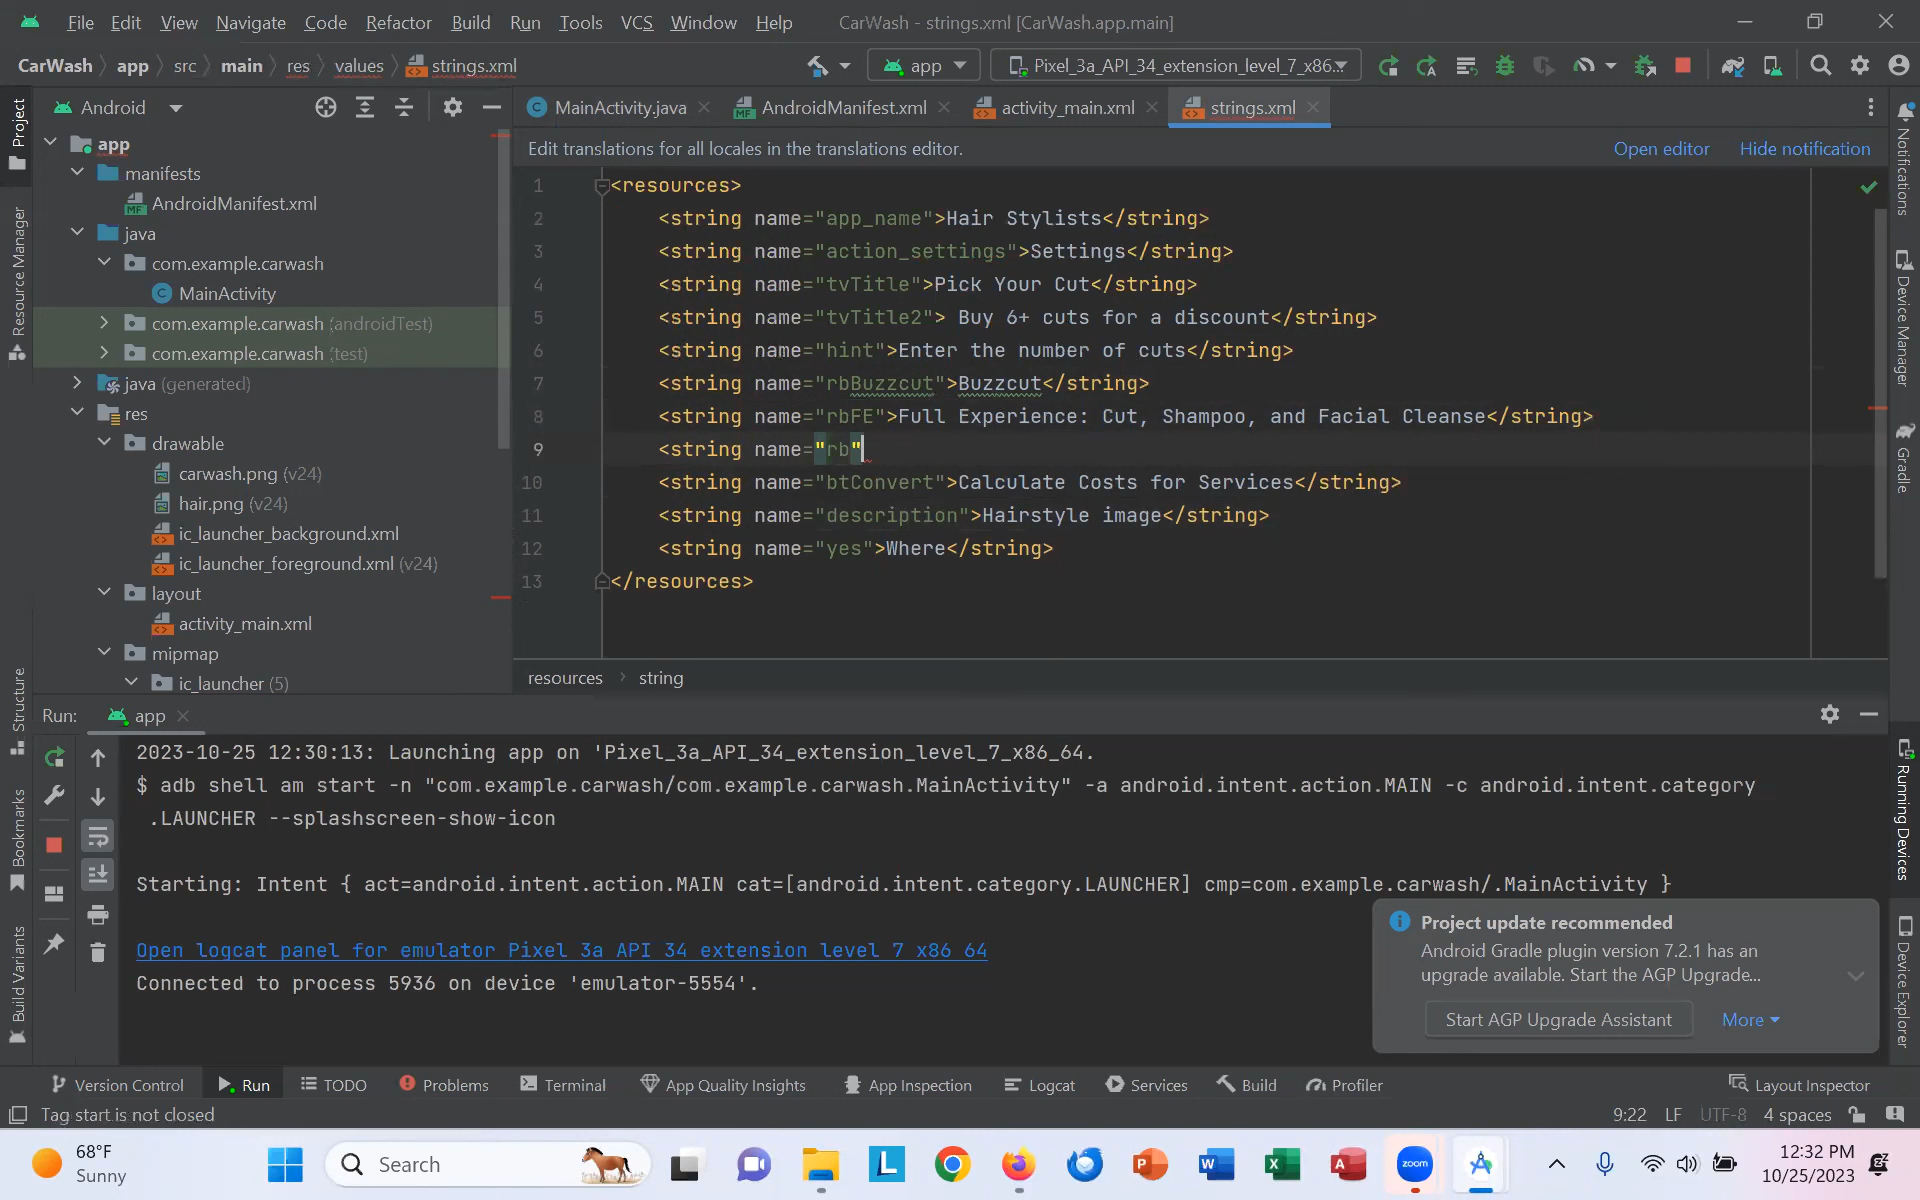 File Edit View Navigate Code Refactor Build Run Tools VCS Window Help CarWash - strings.xml [CarWash.app.main]
CarWash app src main res values strings.xml app Pixel_3a_API_34_extension_level_7_x86...
Android
MainActivity.java AndroidManifest.xml activity_main.xml strings.xml
Edit translations for all locales in the translations editor. Open editor Hide notification
Project
Resource Manager
Structure
Bookmarks
Build Variants
app
manifests
AndroidManifest.xml
java
com.example.carwash
MainActivity
com.example.carwash (androidTest)
com.example.carwash (test)
java (generated)
res
drawable
carwash.png (v24)
hair.png (v24)
ic_launcher_background.xml
ic_launcher_foreground.xml (v24)
layout
activity_main.xml
mipmap
ic_launcher (5)
1 <resources>
2 <string name="app_name">Hair Stylists</string>
3 <string name="action_settings">Settings</string>
4 <string name="tvTitle">Pick Your Cut</string>
5 <string name="tvTitle2"> Buy 6+ cuts for a discount</string>
6 <string name="hint">Enter the number of cuts</string>
7 <string name="rbBuzzcut">Buzzcut</string>
8 <string name="rbFE">Full Experience: Cut, Shampoo, and Facial Cleanse</string>
9 <string name="rb"
10 <string name="btConvert">Calculate Costs for Services</string>
11 <string name="description">Hairstyle image</string>
12 <string name="yes">Where</string>
13 </resources>
resources string
Notifications
Device Manager
Gradle
Running Devices
Device Explorer
Run: app
2023-10-25 12:30:13: Launching app on 'Pixel_3a_API_34_extension_level_7_x86_64.
$ adb shell am start -n "com.example.carwash/com.example.carwash.MainActivity" -a android.intent.action.MAIN -c android.intent.category
.LAUNCHER --splashscreen-show-icon
Starting: Intent { act=android.intent.action.MAIN cat=[android.intent.category.LAUNCHER] cmp=com.example.carwash/.MainActivity }
Open logcat panel for emulator Pixel 3a API 34 extension level 7 x86 64
Connected to process 5936 on device 'emulator-5554'.
Project update recommended
Android Gradle plugin version 7.2.1 has an
upgrade available. Start the AGP Upgrade...
Start AGP Upgrade Assistant More
Version Control Run TODO Problems Terminal App Quality Insights App Inspection Logcat Services Build Profiler Layout Inspector
Tag start is not closed 9:22 LF UTF-8 4 spaces
68°F
Sunny
Search
zoom
12:32 PM
10/25/2023